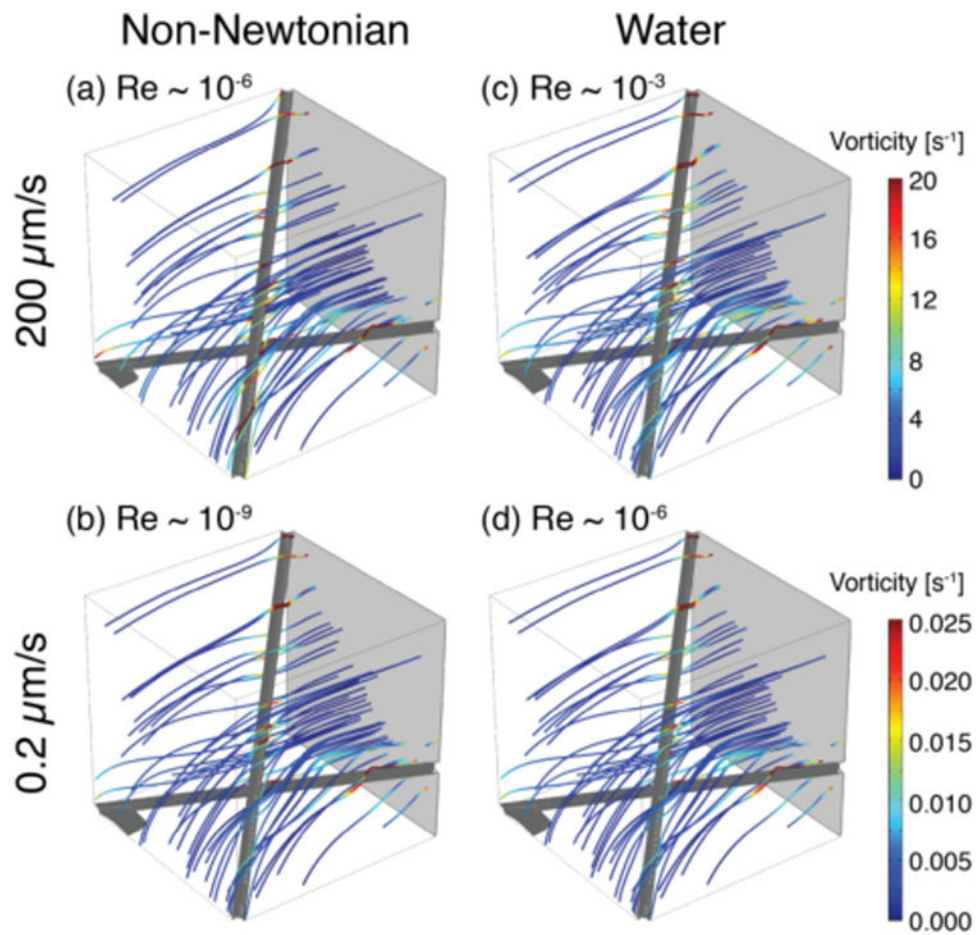 Non-Newtonian Water
(a) Re ~ 10⁻⁶ (c) Re ~ 10⁻³
200 μm/s
Vorticity [s⁻¹]
20
16
12
8
4
0
(b) Re ~ 10⁻⁹ (d) Re ~ 10⁻⁶
0.2 μm/s
Vorticity [s⁻¹]
0.025
0.020
0.015
0.010
0.005
0.000